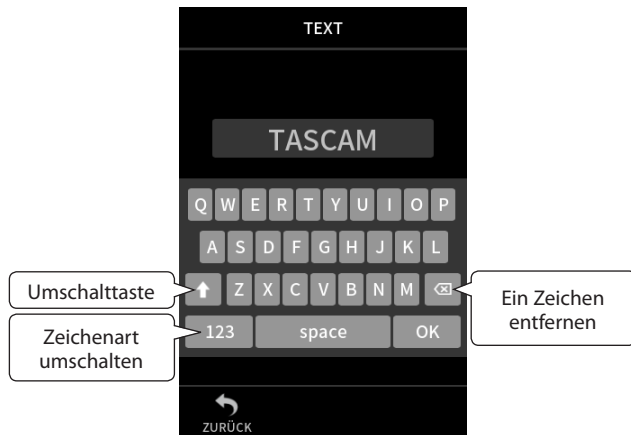 TEXT
TASCAM
Q W E R T Y U I O P
A S D F G H J K L
Umschalttaste
Z X C V B N M
Ein Zeichen
entfernen
Zeichenart
umschalten
123 space OK
ZURÜCK